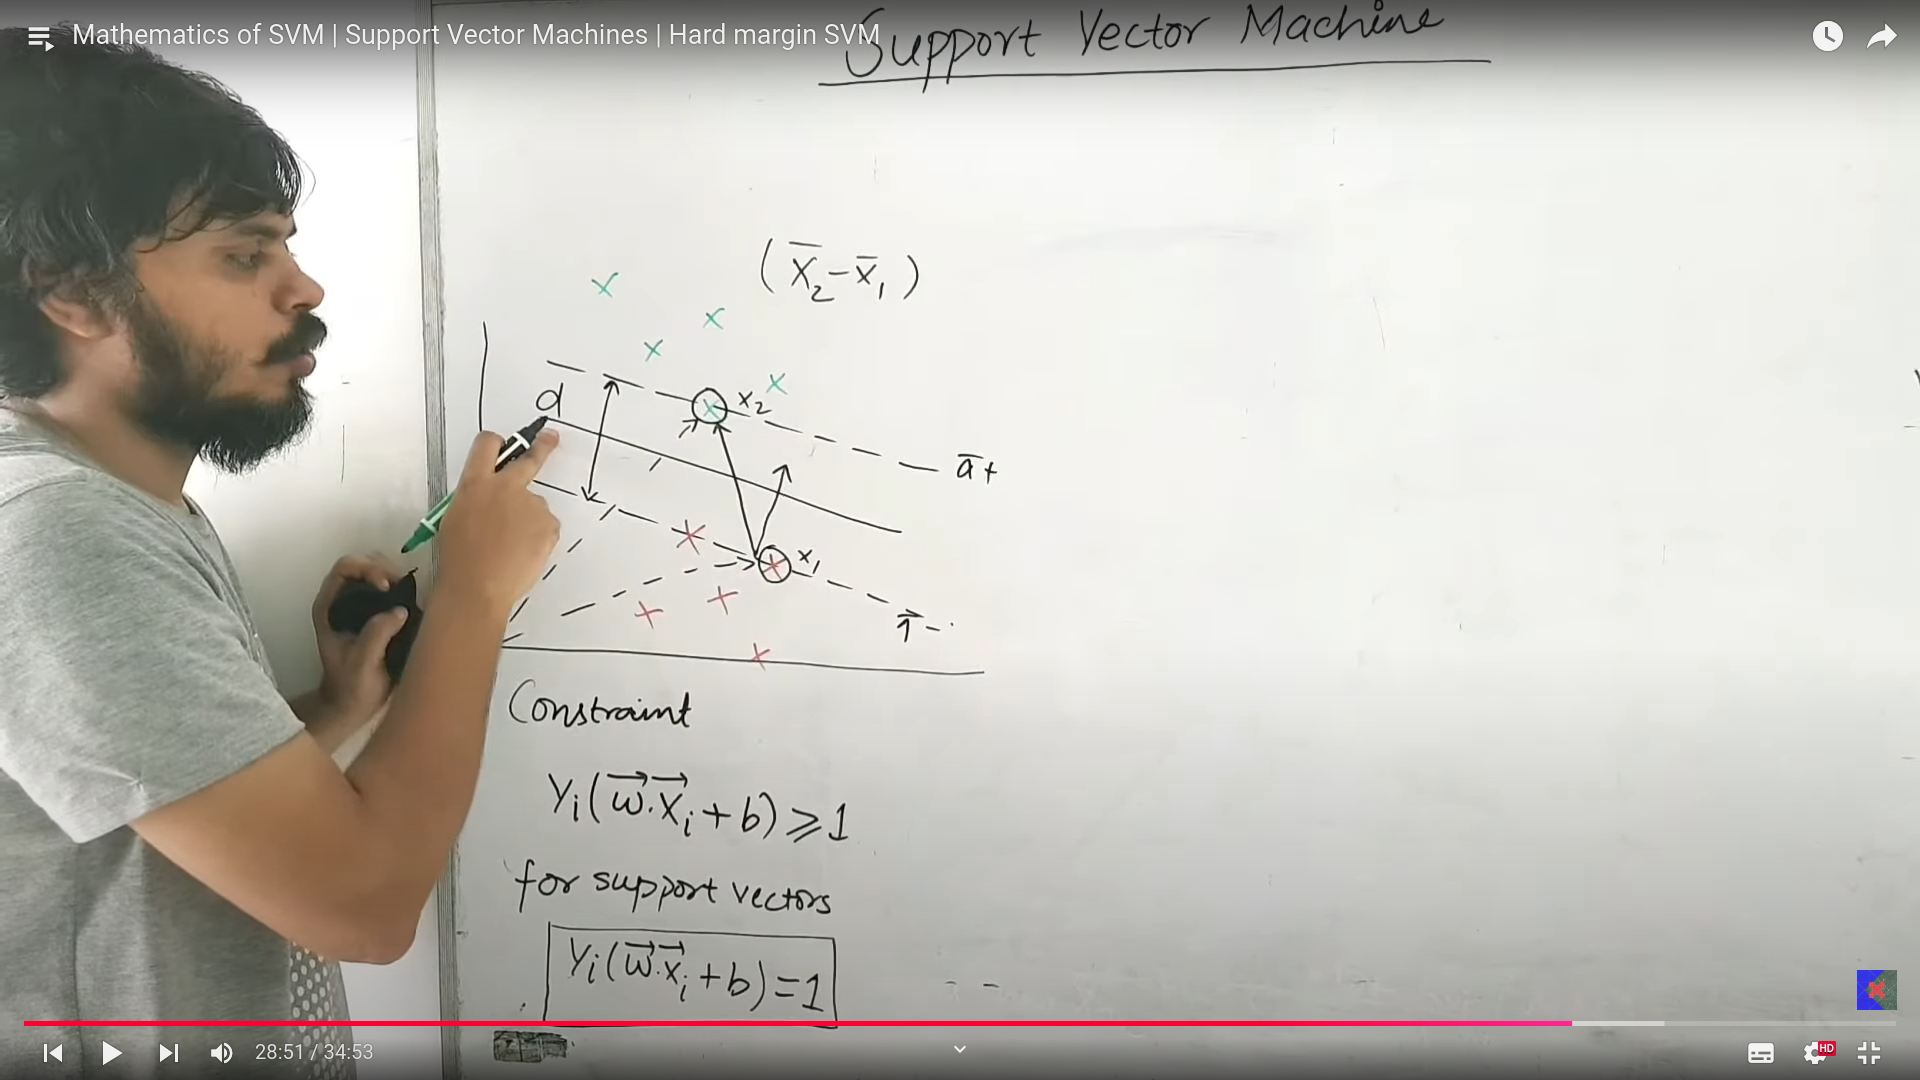 Mathematics of SVM | Support Vector Machines | Hard margin SVM
Support Vector Machine
(x̅₂-x̅₁)
d
x₂
a̅+
x₁
Constraint
Yᵢ(w⃗.x⃗ᵢ+b)⩾1
for support vectors
Yᵢ(w⃗.x⃗ᵢ+b)=1
28:51 / 34:53
HD